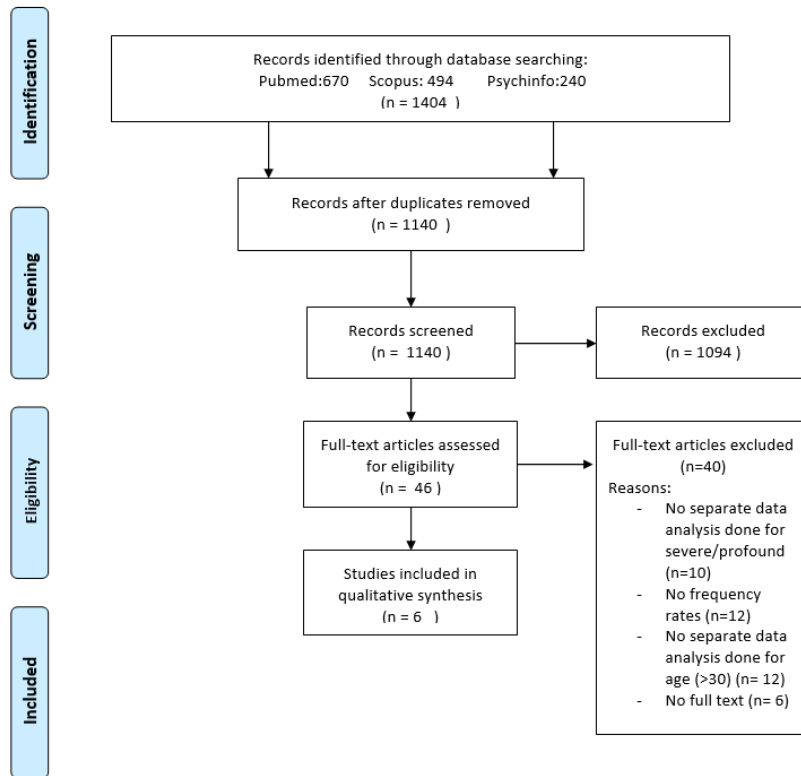 Identification
Records identified through database searching:
Pubmed:670 Scopus: 494 Psychinfo:240
(n = 1404 )
Records after duplicates removed
(n = 1140 )
Screening
Records screened
(n = 1140)
Records excluded
(n = 1094 )
Eligibility
Full-text articles assessed
for eligibility
(n = 46 )
Full-text articles excluded
(n=40)
Reasons:
- No separate data
analysis done for
severe/profound
(n=10)
- No frequency
rates (n=12)
- No separate data
analysis done for
age (>30) (n= 12)
- No full text (n= 6)
Studies included in
qualitative synthesis
(n = 6 )
Included